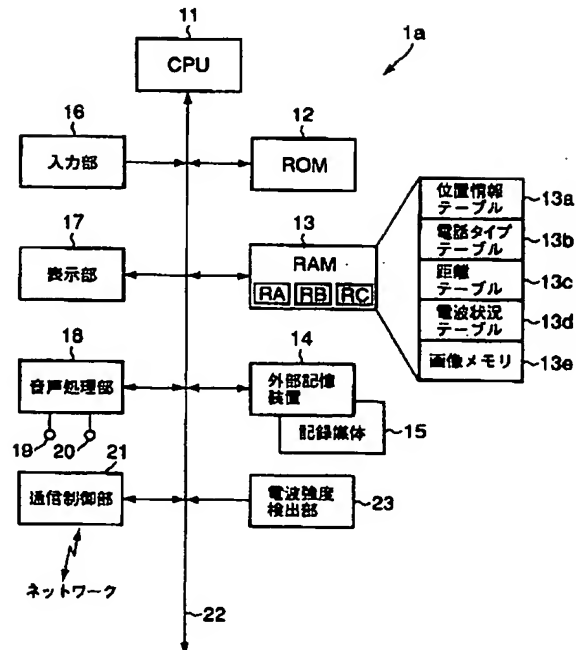 11
1a
CPU
16
入力部
12
ROM
17
表示部
13
RAM
RA RB RC
位置情報
テーブル
13a
電話タイプ
テーブル
13b
距離
テーブル
13c
電波状況
テーブル
13d
画像メモリ
13e
18
音声処理部
19
20
14
外部記憶
装置
記録媒体
15
21
通信制御部
電波強度
検出部
23
ネットワーク
22